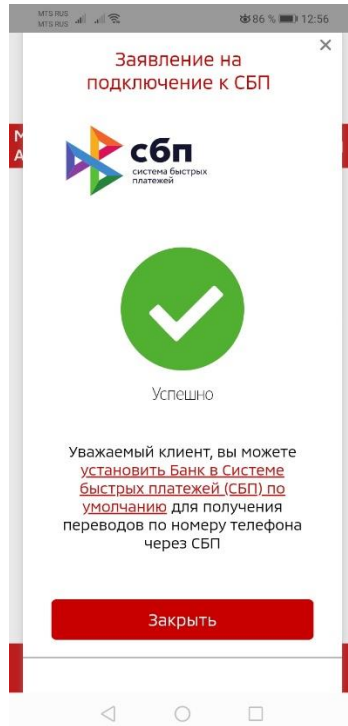 MTS RUS
MTS RUS
86 % 12:56
Заявление на
подключение к СБП
сбп
система быстрых
платежей
Успешно
Уважаемый клиент, вы можете
установить Банк в Системе
быстрых платежей (СБП) по
умолчанию для получения
переводов по номеру телефона
через СБП
Закрыть